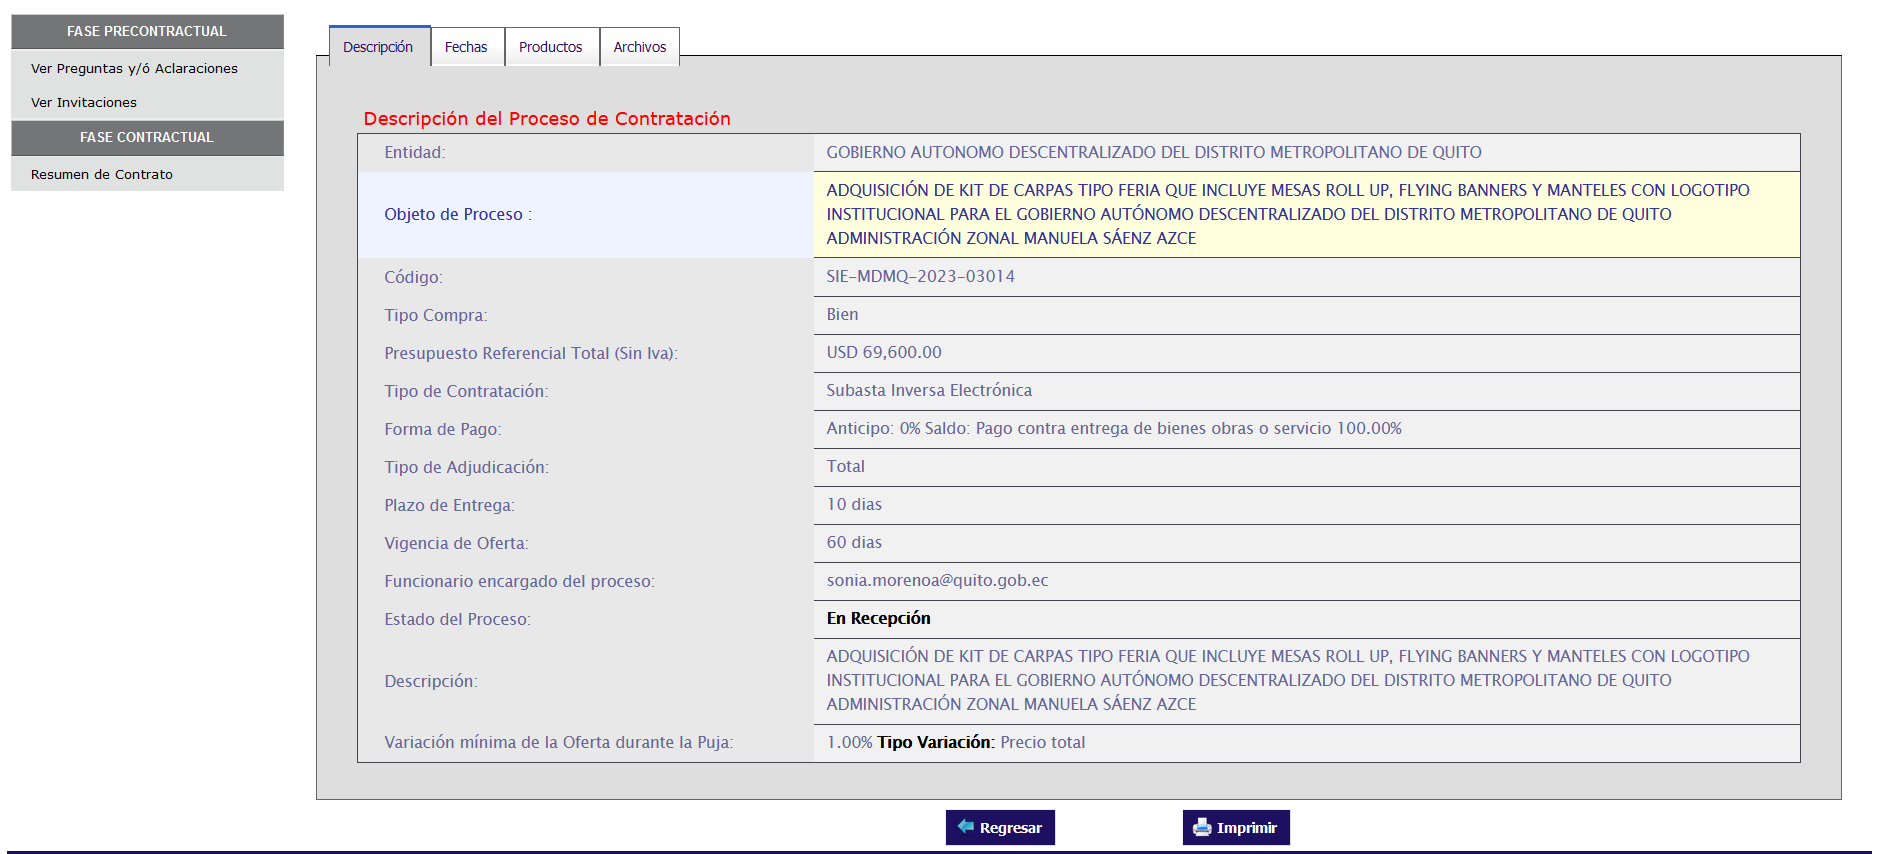 FASE PRECONTRACTUAL
Ver Preguntas y/ó Aclaraciones
Ver Invitaciones
FASE CONTRACTUAL
Resumen de Contrato
Descripción
Fechas
Productos
Archivos
Descripción del Proceso de Contratación
Entidad:
GOBIERNO AUTONOMO DESCENTRALIZADO DEL DISTRITO METROPOLITANO DE QUITO
Objeto de Proceso :
ADQUISICIÓN DE KIT DE CARPAS TIPO FERIA QUE INCLUYE MESAS ROLL UP, FLYING BANNERS Y MANTELES CON LOGOTIPO
INSTITUCIONAL PARA EL GOBIERNO AUTÓNOMO DESCENTRALIZADO DEL DISTRITO METROPOLITANO DE QUITO
ADMINISTRACIÓN ZONAL MANUELA SÁENZ AZCE
Código:
SIE-MDMQ-2023-03014
Tipo Compra:
Bien
Presupuesto Referencial Total (Sin Iva):
USD 69,600.00
Tipo de Contratación:
Subasta Inversa Electrónica
Forma de Pago:
Anticipo: 0% Saldo: Pago contra entrega de bienes obras o servicio 100.00%
Tipo de Adjudicación:
Total
Plazo de Entrega:
10 dias
Vigencia de Oferta:
60 dias
Funcionario encargado del proceso:
sonia.morenoa@quito.gob.ec
Estado del Proceso:
En Recepción
Descripción:
ADQUISICIÓN DE KIT DE CARPAS TIPO FERIA QUE INCLUYE MESAS ROLL UP, FLYING BANNERS Y MANTELES CON LOGOTIPO
INSTITUCIONAL PARA EL GOBIERNO AUTÓNOMO DESCENTRALIZADO DEL DISTRITO METROPOLITANO DE QUITO
ADMINISTRACIÓN ZONAL MANUELA SÁENZ AZCE
Variación mínima de la Oferta durante la Puja:
1.00% Tipo Variación: Precio total
Regresar
Imprimir